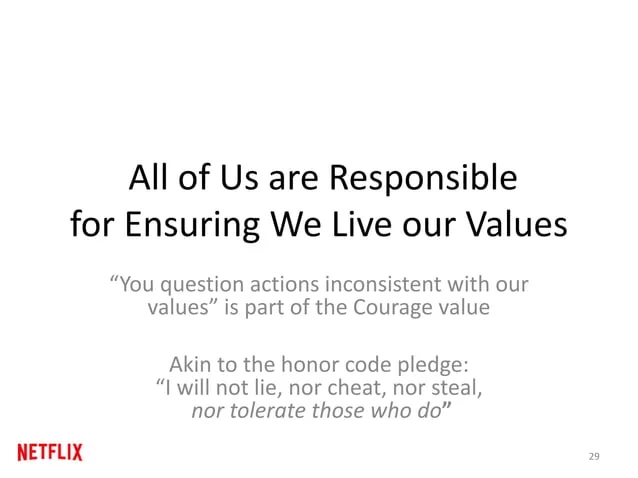 All of Us are Responsible
for Ensuring We Live our Values
“You question actions inconsistent with our
values” is part of the Courage value
Akin to the honor code pledge:
“I will not lie, nor cheat, nor steal,
nor tolerate those who do”
NETFLIX
29